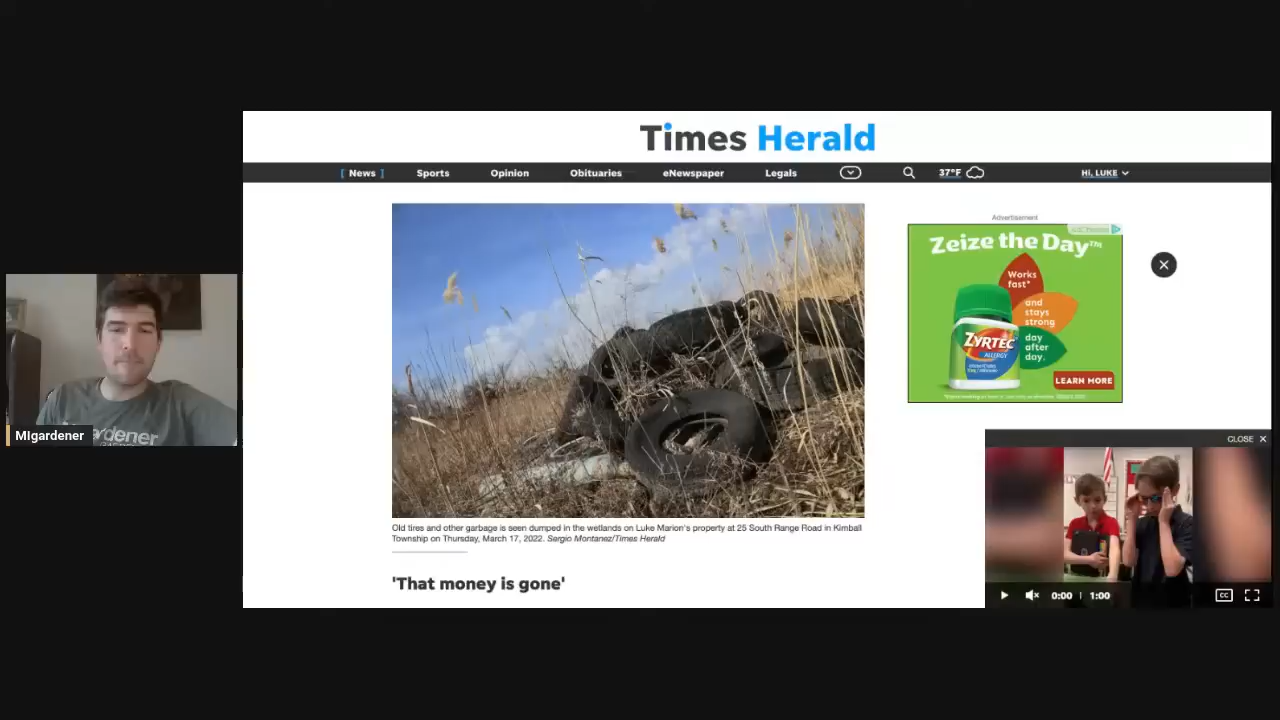 Times Herald
[ News ] Sports Opinion Obituaries eNewspaper Legals 37°F Hi, LUKE
Advertisement
Zeize the Day™
Works
fast*
and
stays
strong
day
after
day.
ZYRTEC
ALLERGY
LEARN MORE
MIgardener
Old tires and other garbage is seen dumped in the wetlands on Luke Marion's property at 25 South Range Road in Kimball
Township on Thursday, March 17, 2022. Sergio Montanez/Times Herald
'That money is gone'
CLOSE X
0:00 | 1:00
CC